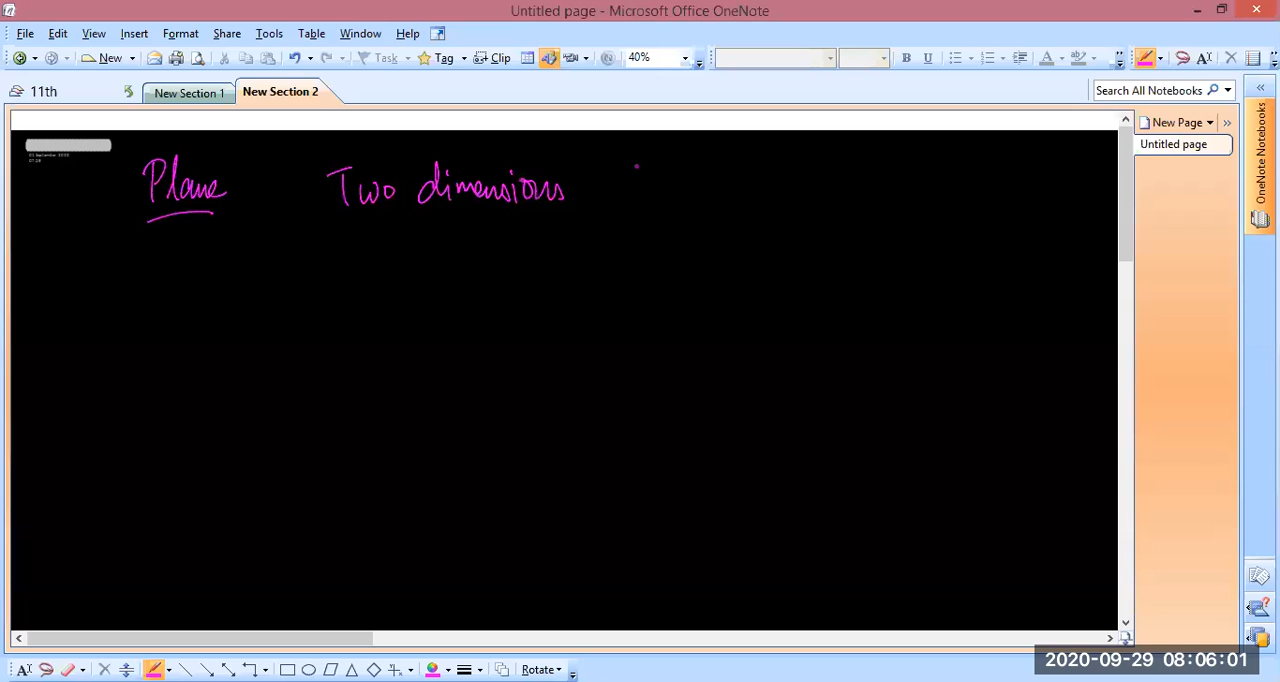 Untitled page - Microsoft Office OneNote
File Edit View Insert Format Share Tools Table Window Help
New Task Tag Clip 40% B U A ab
11th New Section 1 New Section 2 Search All Notebooks
New Page
Untitled page
OneNote Notebooks
Plane Two dimensions
2020-09-29 08:06:01
A Rotate